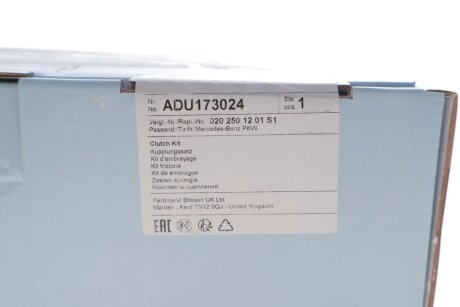 Nr.
No. ADU173024 Stk. pcs. 1
Vergl.-Nr./Repl.-No. 020 250 12 01 S1
Passend/To fit Mercedes-Benz PKW
Clutch Kit
Kupplungssatz
Kit d'embrayage
Kit frizione
Kit de embrague
Zestaw sprzęgła
Комплекты сцепления
Ferdinand Bilstein UK Ltd
Marden | Kent TN12 9QJ | United Kingdom
EAC